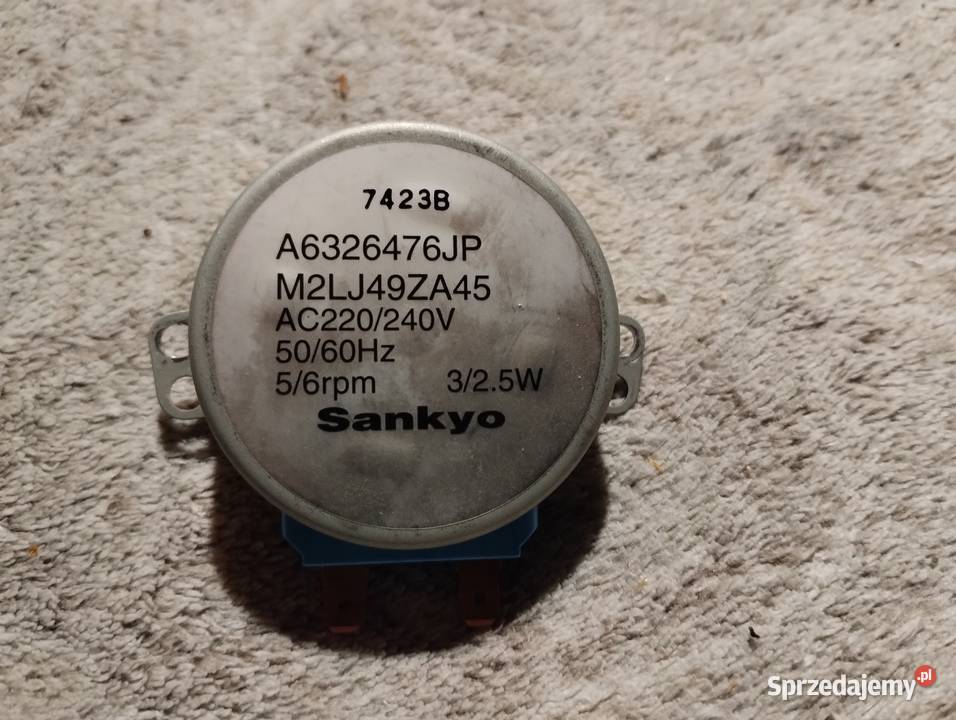 7423B
A6326476JP
M2LJ49ZA45
AC220/240V
50/60Hz
5/6rpm 3/2.5W
Sankyo
Sprzedajemy.pl